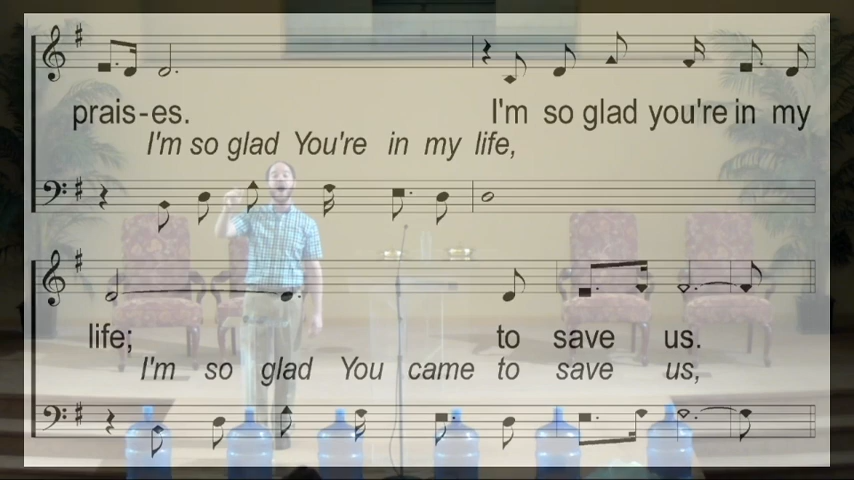 prais-es. I'm so glad you're in my
I'm so glad You're in my life,
life; to save us.
I'm so glad You came to save us,